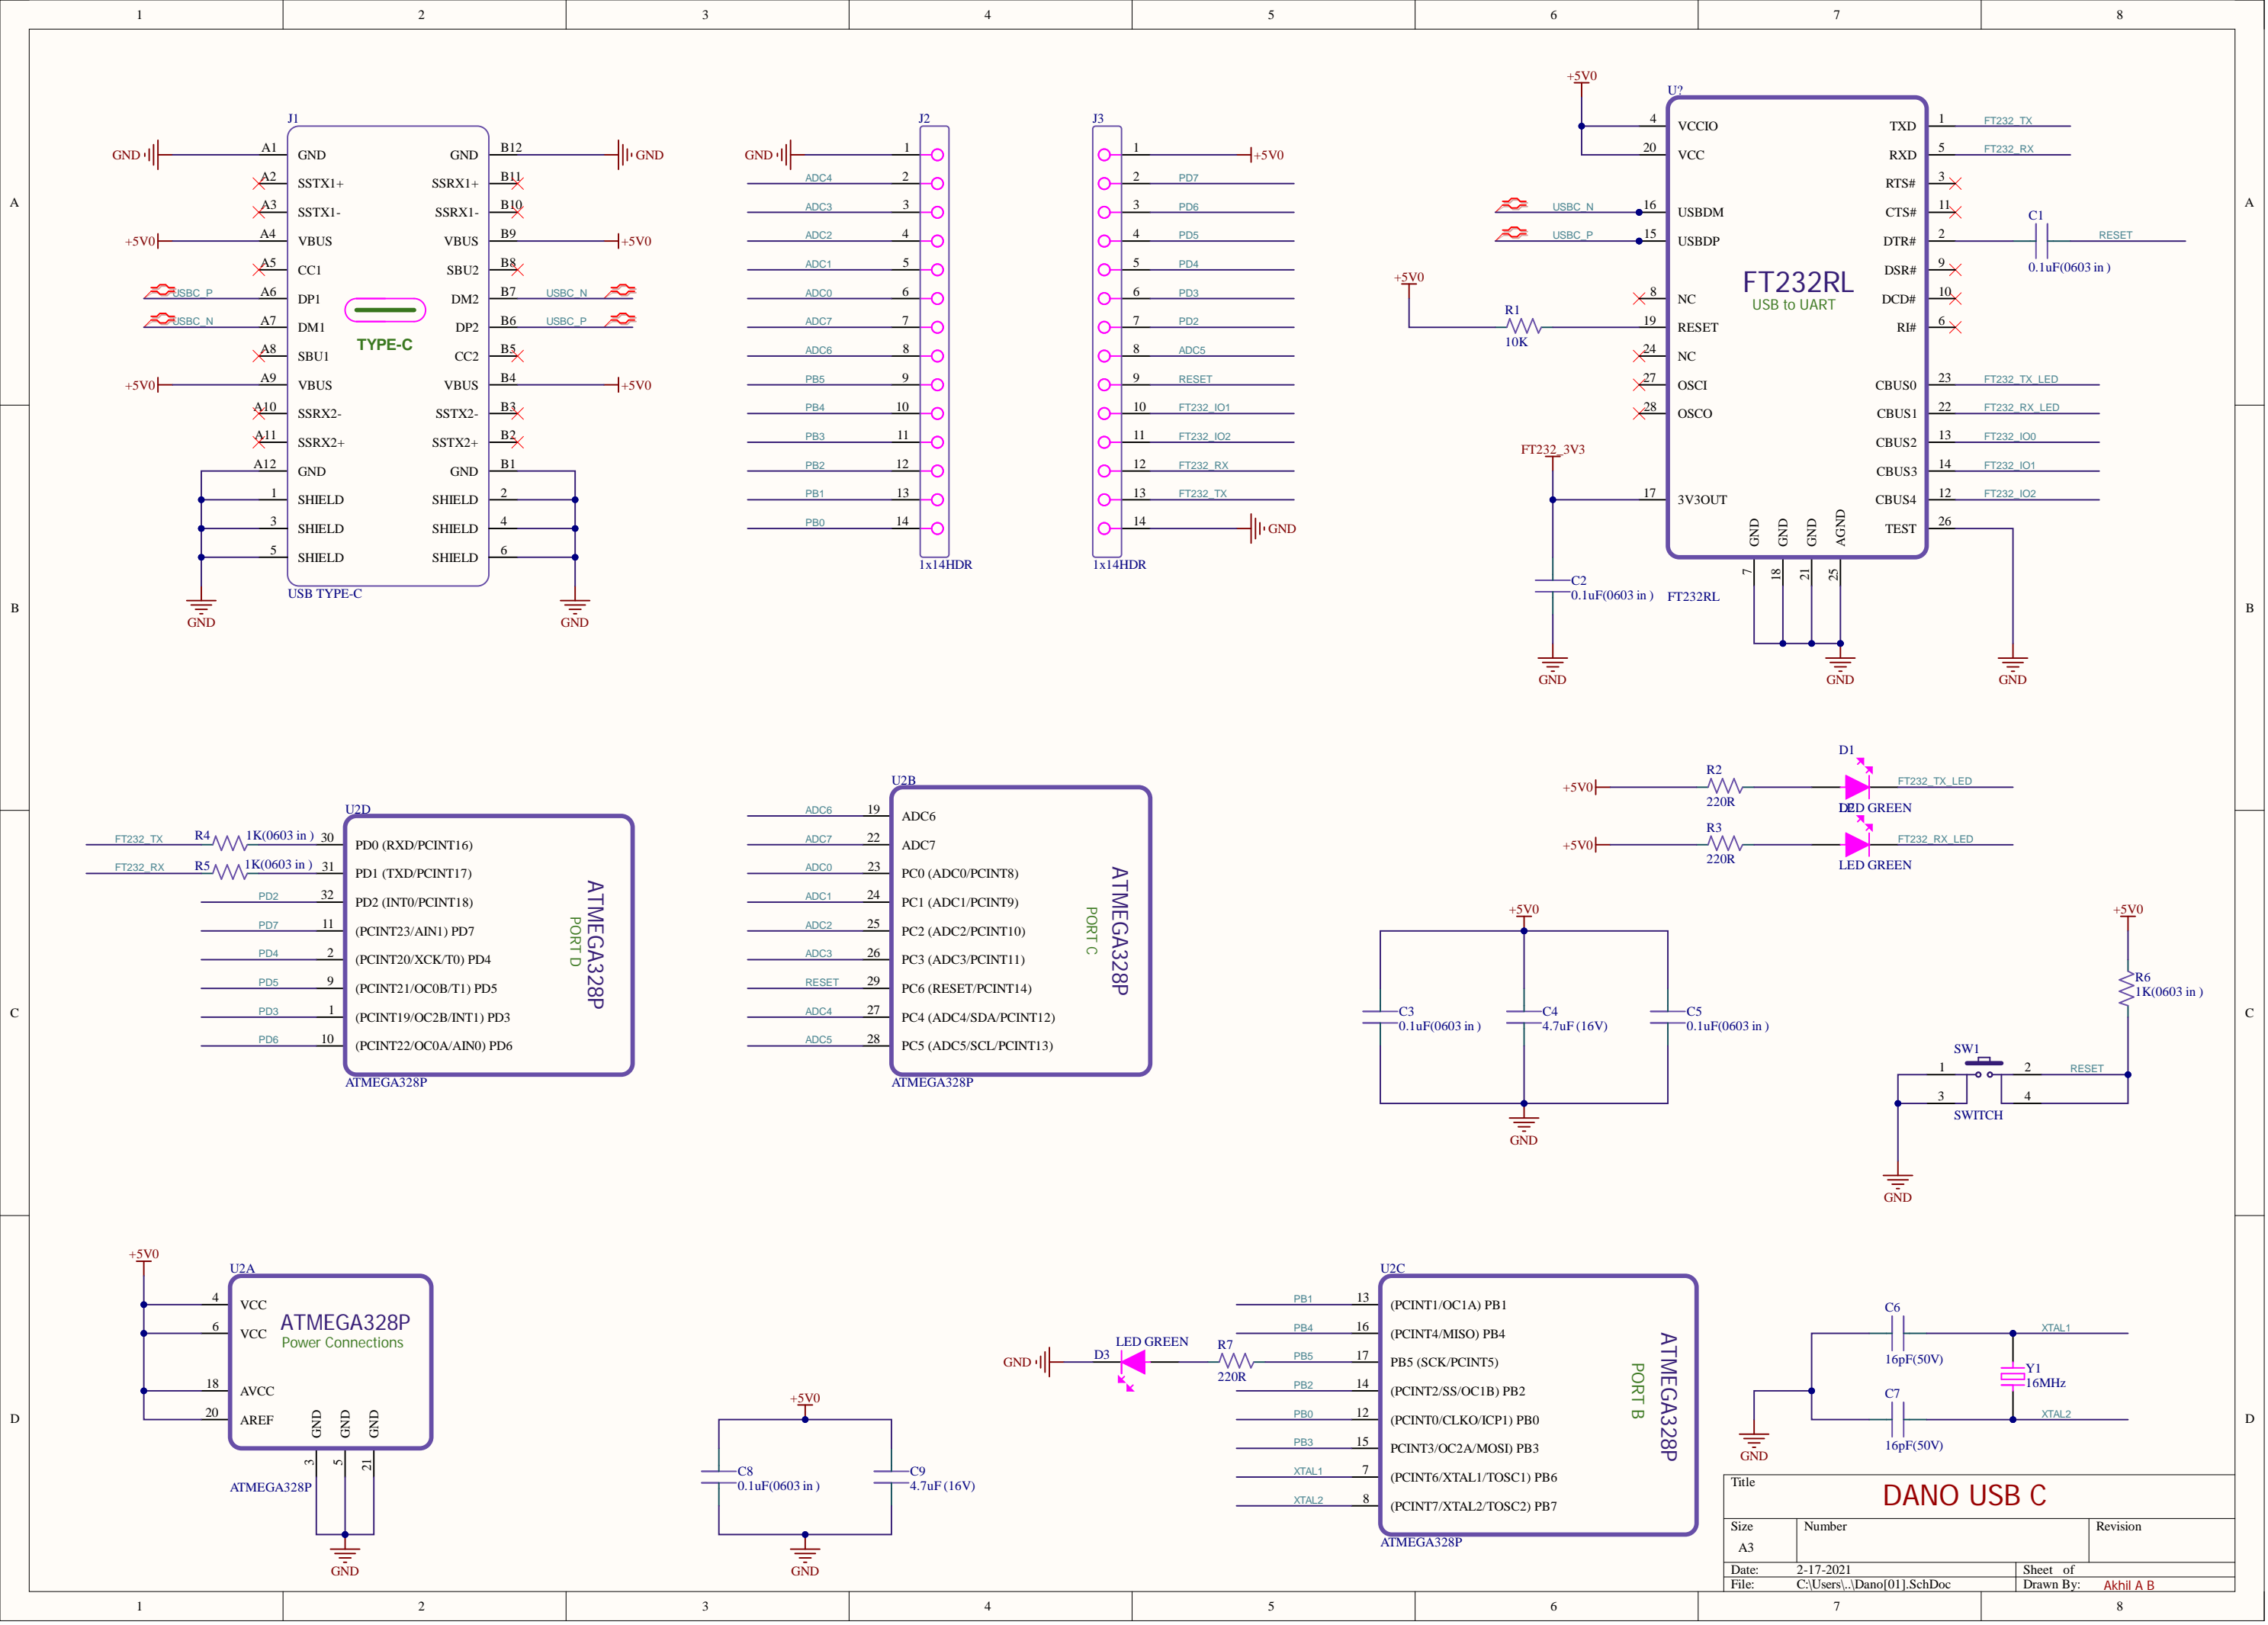 1 2 3 4 5 6 7 8
A
B
C
D
A
B
C
D
J1
GND A1 GND GND B12 GND
A2 SSTX1+ SSRX1+ B11
A3 SSTX1- SSRX1- B10
+5V0 A4 VBUS VBUS B9 +5V0
A5 CC1 SBU2 B8
USBC_P A6 DP1 DM2 B7 USBC_N
USBC_N A7 DM1 DP2 B6 USBC_P
TYPE-C
A8 SBU1 CC2 B5
+5V0 A9 VBUS VBUS B4 +5V0
A10 SSRX2- SSTX2- B3
A11 SSRX2+ SSTX2+ B2
A12 GND GND B1
1 SHIELD SHIELD 2
3 SHIELD SHIELD 4
5 SHIELD SHIELD 6
USB TYPE-C
GND GND
J2
GND 1
ADC4 2
ADC3 3
ADC2 4
ADC1 5
ADC0 6
ADC7 7
ADC6 8
PB5 9
PB4 10
PB3 11
PB2 12
PB1 13
PB0 14
1x14HDR
J3
1 +5V0
2 PD7
3 PD6
4 PD5
5 PD4
6 PD3
7 PD2
8 ADC5
9 RESET
10 FT232_IO1
11 FT232_IO2
12 FT232_RX
13 FT232_TX
14 GND
1x14HDR
+5V0
U?
4 VCCIO TXD 1 FT232_TX
20 VCC RXD 5 FT232_RX
RTS# 3
USBC_N 16 USBDM CTS# 11
C1
USBC_P 15 USBDP DTR# 2 RESET
0.1uF(0603 in )
DSR# 9
+5V0
FT232RL
USB to UART
8 NC DCD# 10
R1
19 RESET RI# 6
10K
24 NC
27 OSCI CBUS0 23 FT232_TX_LED
28 OSCO CBUS1 22 FT232_RX_LED
CBUS2 13 FT232_IO0
FT232_3V3
CBUS3 14 FT232_IO1
17 3V3OUT CBUS4 12 FT232_IO2
TEST 26
GND GND GND AGND
7 18 21 25
C2
0.1uF(0603 in )
FT232RL
GND GND GND
U2D
FT232_TX R4 1K(0603 in ) 30 PD0 (RXD/PCINT16)
FT232_RX R5 1K(0603 in ) 31 PD1 (TXD/PCINT17)
PD2 32 PD2 (INT0/PCINT18)
PD7 11 (PCINT23/AIN1) PD7
PD4 2 (PCINT20/XCK/T0) PD4
PD5 9 (PCINT21/OC0B/T1) PD5
PD3 1 (PCINT19/OC2B/INT1) PD3
PD6 10 (PCINT22/OC0A/AIN0) PD6
ATMEGA328P
PORT D
ATMEGA328P
U2B
ADC6 19 ADC6
ADC7 22 ADC7
ADC0 23 PC0 (ADC0/PCINT8)
ADC1 24 PC1 (ADC1/PCINT9)
ADC2 25 PC2 (ADC2/PCINT10)
ADC3 26 PC3 (ADC3/PCINT11)
RESET 29 PC6 (RESET/PCINT14)
ADC4 27 PC4 (ADC4/SDA/PCINT12)
ADC5 28 PC5 (ADC5/SCL/PCINT13)
ATMEGA328P
PORT C
ATMEGA328P
D1
+5V0 R2 FT232_TX_LED
220R LED GREEN
D2
+5V0 R3 FT232_RX_LED
220R LED GREEN
+5V0
C3
0.1uF(0603 in )
C4
4.7uF (16V)
C5
0.1uF(0603 in )
GND
+5V0
R6
1K(0603 in )
SW1
1 2 RESET
3 4
SWITCH
GND
+5V0
U2A
4 VCC
6 VCC
ATMEGA328P
Power Connections
18 AVCC
20 AREF
GND GND GND
3 5 21
ATMEGA328P
GND
+5V0
C8
0.1uF(0603 in )
C9
4.7uF (16V)
GND
U2C
PB1 13 (PCINT1/OC1A) PB1
PB4 16 (PCINT4/MISO) PB4
LED GREEN
GND D3 R7 PB5 17 PB5 (SCK/PCINT5)
220R
PB2 14 (PCINT2/SS/OC1B) PB2
PB0 12 (PCINT0/CLKO/ICP1) PB0
PB3 15 PCINT3/OC2A/MOSI) PB3
XTAL1 7 (PCINT6/XTAL1/TOSC1) PB6
XTAL2 8 (PCINT7/XTAL2/TOSC2) PB7
ATMEGA328P
PORT B
ATMEGA328P
C6
XTAL1
16pF(50V)
Y1
16MHz
C7
XTAL2
16pF(50V)
GND
Title
DANO USB C
Size Number Revision
A3
Date: 2-17-2021 Sheet of
File: C:\Users\..\Dano[01].SchDoc Drawn By: Akhil A B
1 2 3 4 5 6 7 8